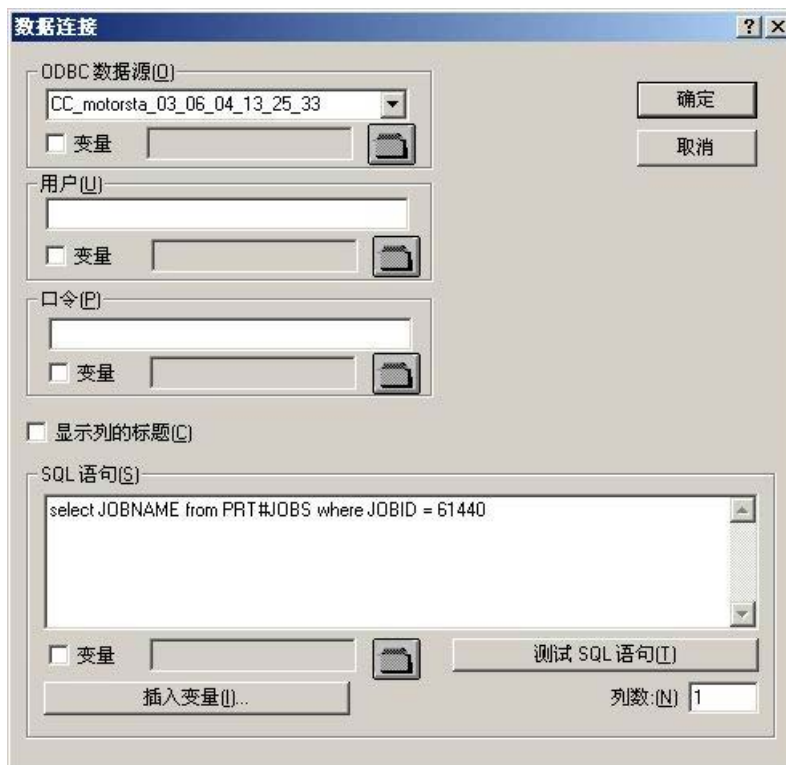 数据连接
ODBC 数据源(O)
CC_motorsta_03_06_04_13_25_33
确定
变量
取消
用户(U)
变量
口令(P)
变量
显示列的标题(C)
SQL 语句(S)
select JOBNAME from PRT#JOBS where JOBID = 61440
变量
测试 SQL 语句(T)
插入变量(I)...
列数:(N) 1